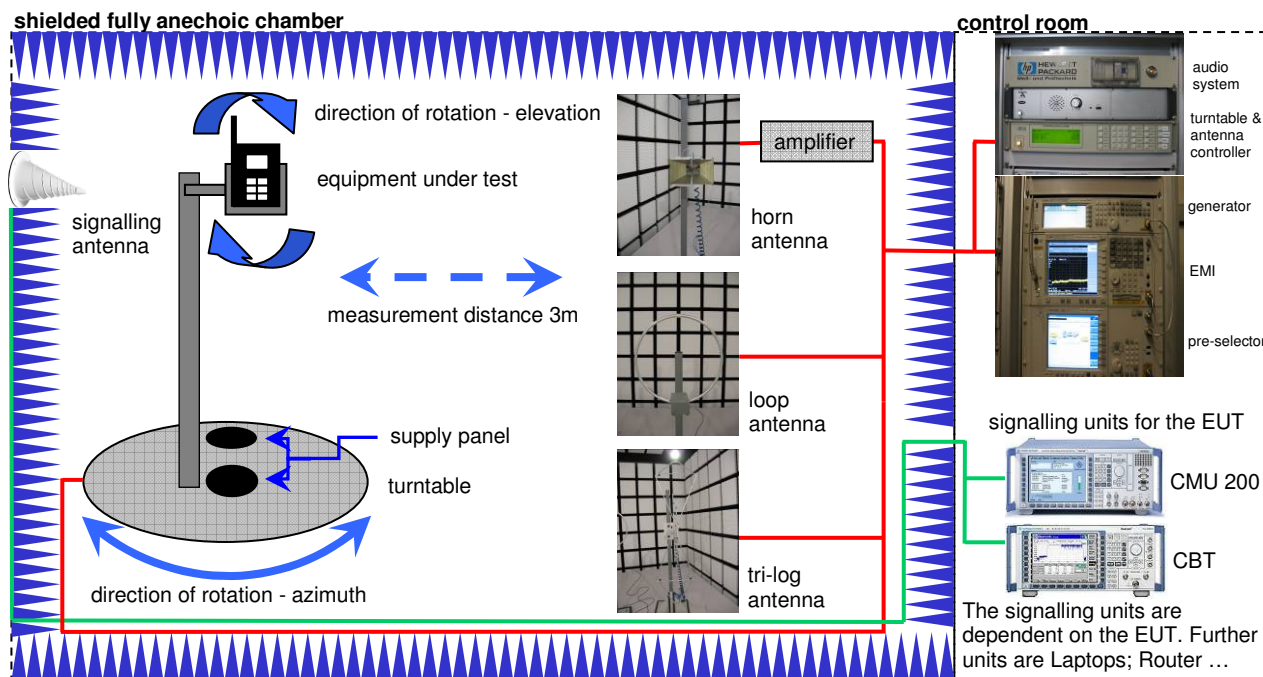 shielded fully anechoic chamber
control room
direction of rotation - elevation
equipment under test
signalling
antenna
measurement distance 3m
supply panel
turntable
direction of rotation - azimuth
amplifier
horn
antenna
loop
antenna
tri-log
antenna
hp HEWLETT
PACKARD
audio
system
turntable &
antenna
controller
generator
EMI
pre-selector
signalling units for the EUT
CMU 200
CBT
The signalling units are
dependent on the EUT. Further
units are Laptops; Router …